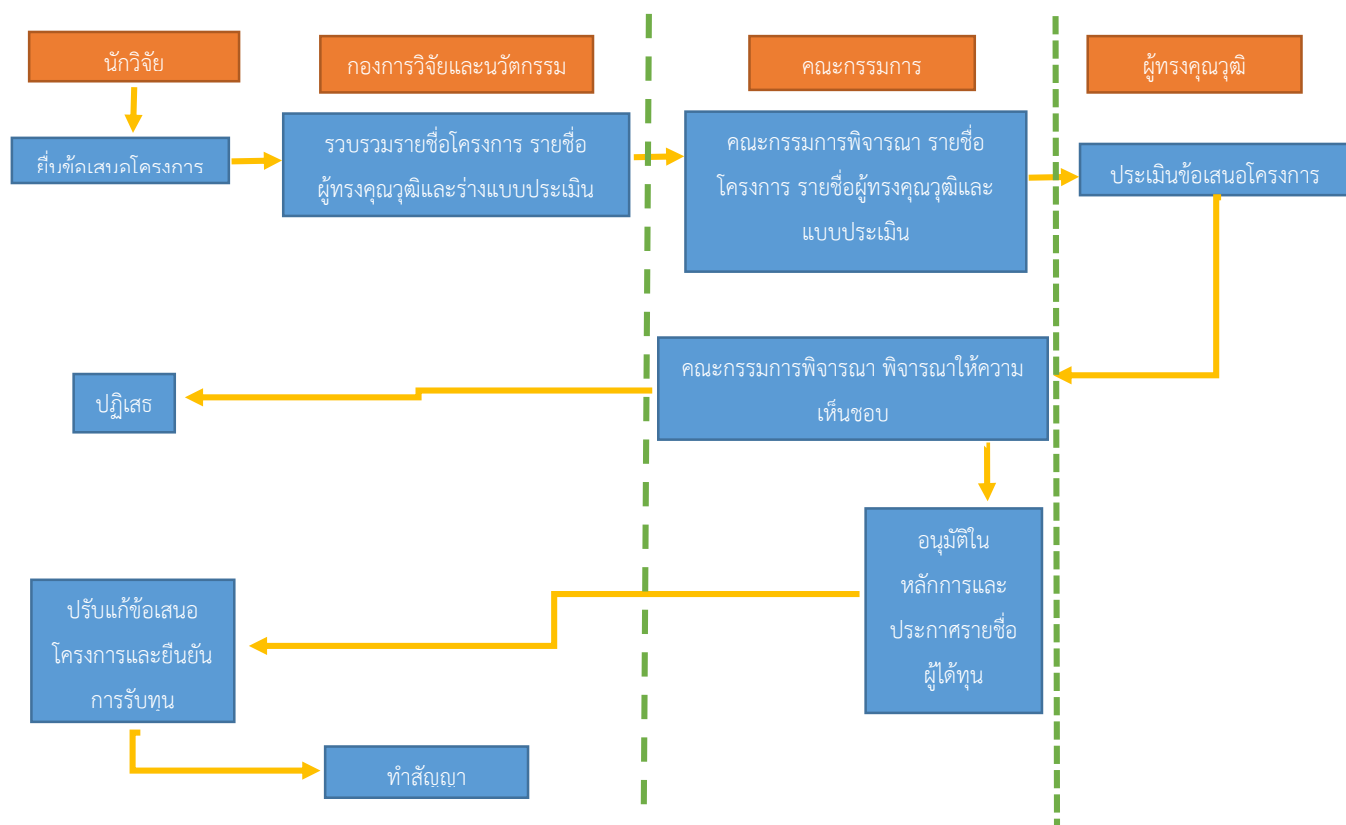 นักวิจัย
กองการวิจัยและนวัตกรรม
คณะกรรมการ
ผู้ทรงคุณวุฒิ
ยื่นข้อเสนอโครงการ
รวบรวมรายชื่อโครงการ รายชื่อ
ผู้ทรงคุณวุฒิและร่างแบบประเมิน
คณะกรรมการพิจารณา รายชื่อ
โครงการ รายชื่อผู้ทรงคุณวุฒิและ
แบบประเมิน
ประเมินข้อเสนอโครงการ
คณะกรรมการพิจารณา พิจารณาให้ความ
เห็นชอบ
ปฏิเสธ
อนุมัติใน
หลักการและ
ประกาศรายชื่อ
ผู้ได้ทุน
ปรับแก้ข้อเสนอ
โครงการและยืนยัน
การรับทุน
ทำสัญญา